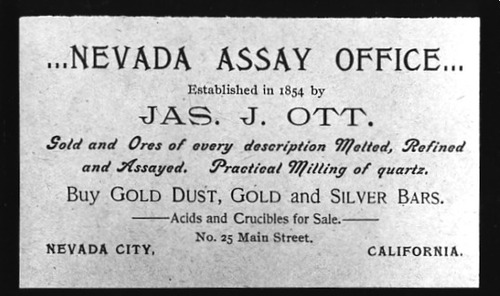 ...NEVADA ASSAY OFFICE...
Established in 1854 by
JAS. J. OTT.
Gold and Ores of every description Melted, Refined
and Assayed. Practical Milling of quartz.
Buy GOLD DUST, GOLD and SILVER BARS.
Acids and Crucibles for Sale.
No. 25 Main Street.
NEVADA CITY, CALIFORNIA.